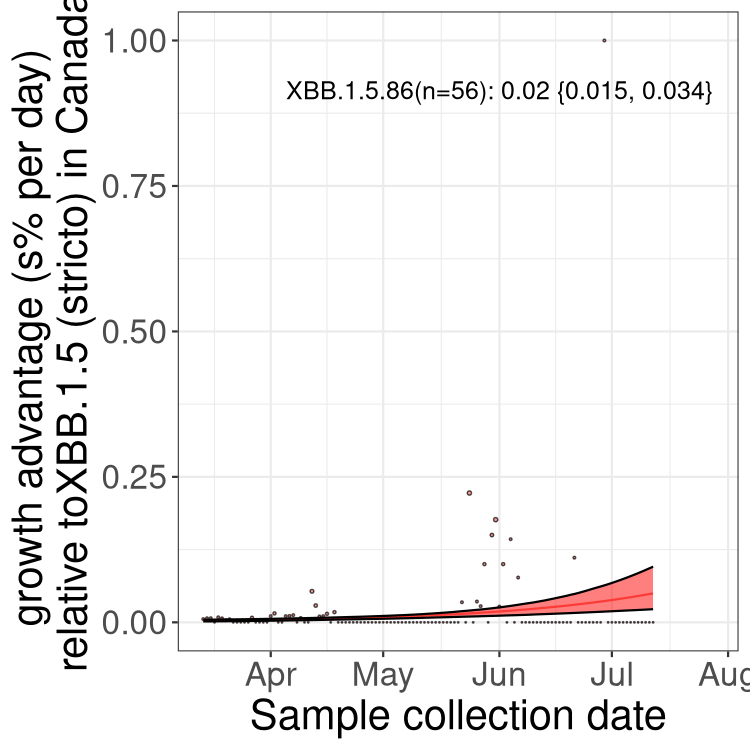 growth advantage (s% per day)
relative toXBB.1.5 (stricto) in Canada
1.00
0.75
0.50
0.25
0.00
XBB.1.5.86(n=56): 0.02 {0.015, 0.034}
Apr May Jun Jul Aug
Sample collection date